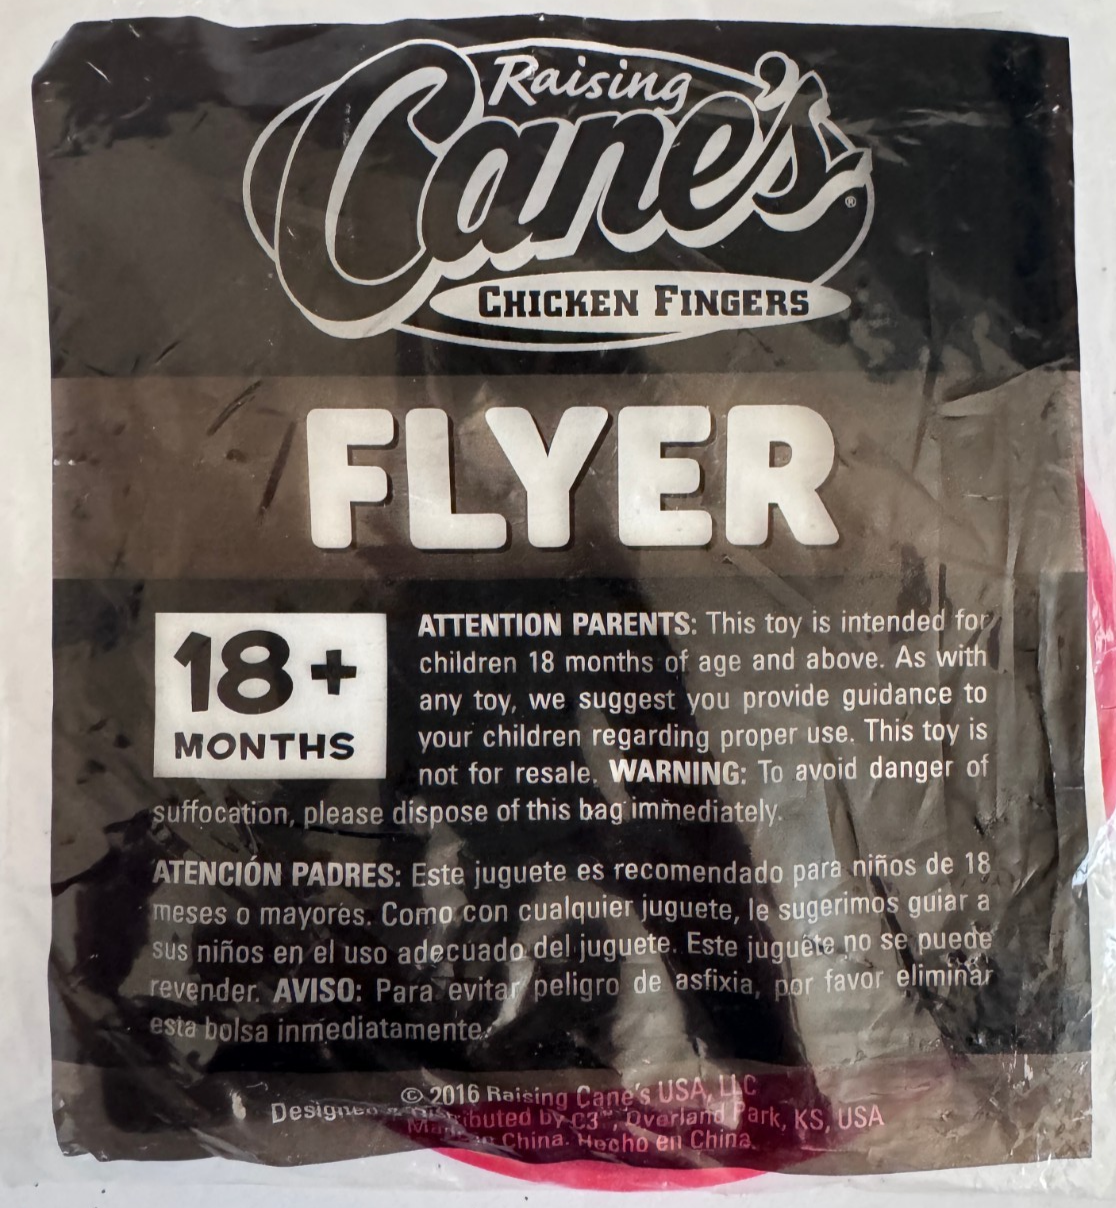 Raising
Cane's®
CHICKEN FINGERS
FLYER
18+
MONTHS
ATTENTION PARENTS: This toy is intended for
children 18 months of age and above. As with
any toy, we suggest you provide guidance to
your children regarding proper use. This toy is
not for resale. WARNING: To avoid danger of
suffocation, please dispose of this bag immediately.
ATENCIÓN PADRES: Este juguete es recomendado para niños de 18
meses o mayores. Como con cualquier juguete, le sugerimos guiar a
sus niños en el uso adecuado del juguete. Este juguete no se puede
revender. AVISO: Para evitar peligro de asfixia, por favor eliminar
esta bolsa inmediatamente.
© 2016 Raising Cane's USA, LLC
Designed & Distributed by C3™, Overland Park, KS, USA
China. Hecho en China.